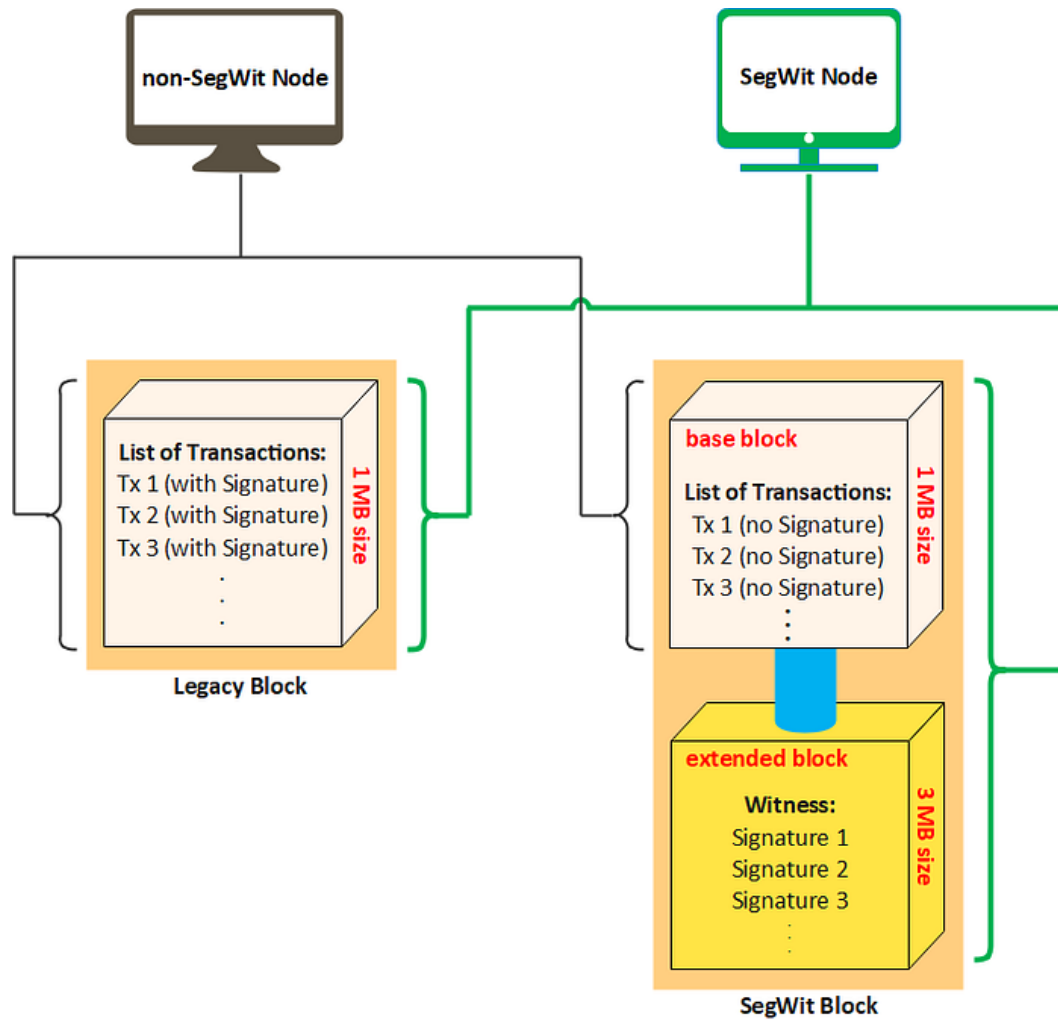 non-SegWit Node
SegWit Node
List of Transactions:
Tx 1 (with Signature)
Tx 2 (with Signature)
Tx 3 (with Signature)
.
.
.
1 MB size
Legacy Block
base block
List of Transactions:
Tx 1 (no Signature)
Tx 2 (no Signature)
Tx 3 (no Signature)
.
.
.
1 MB size
extended block
Witness:
Signature 1
Signature 2
Signature 3
.
.
.
3 MB size
SegWit Block